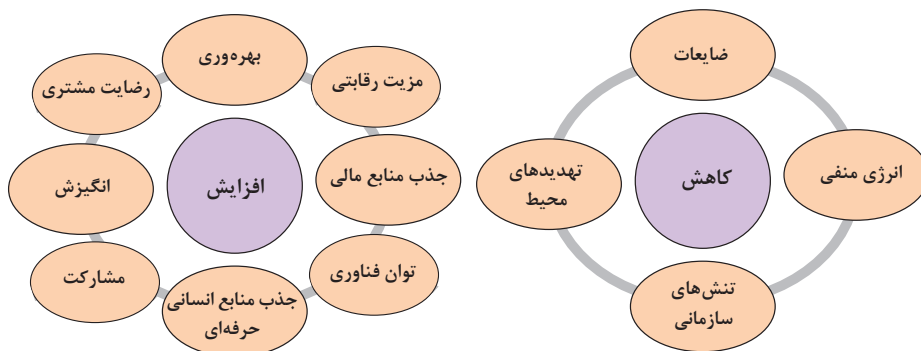 ضایعات
انرژی منفی
کاهش
تهدیدهای
محیط
تنش‌های
سازمانی
بهره‌وری
مزیت رقابتی
رضایت مشتری
جذب منابع مالی
افزایش
انگیزش
توان فناوری
مشارکت
جذب منابع انسانی
حرفه‌ای